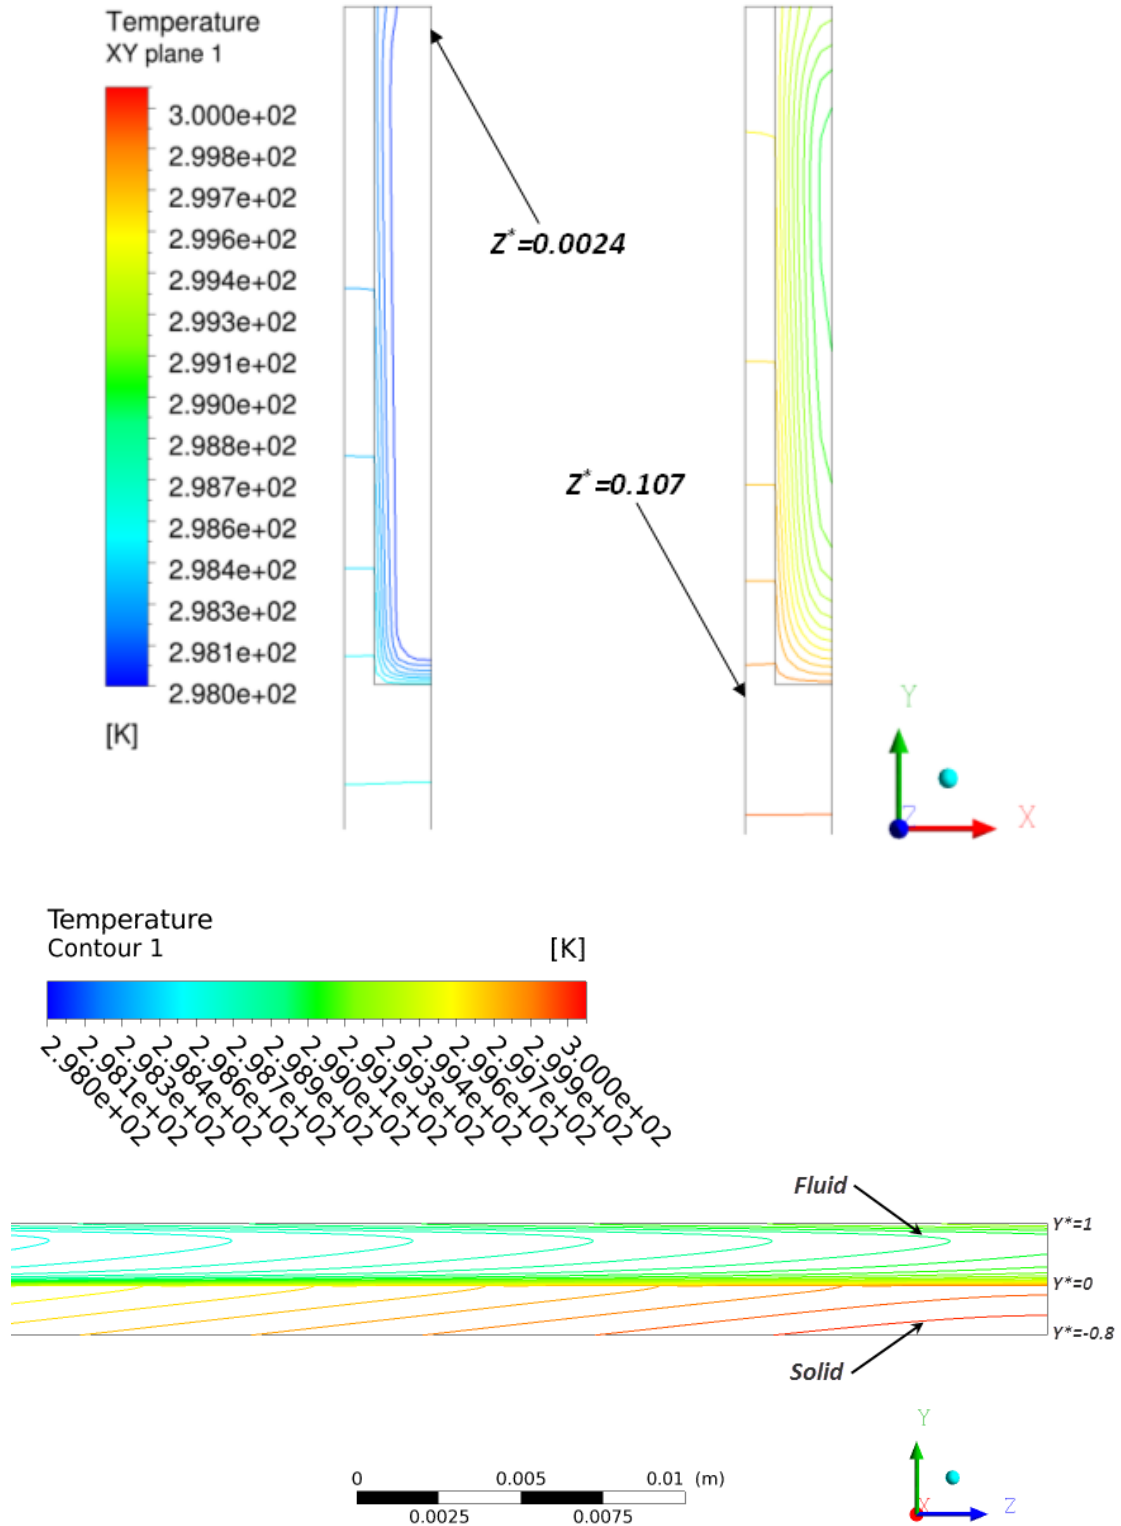 Temperature
XY plane 1
3.000e+02
2.998e+02
2.997e+02
2.996e+02
2.994e+02
2.993e+02
2.991e+02
2.990e+02
2.988e+02
2.987e+02
2.986e+02
2.984e+02
2.983e+02
2.981e+02
2.980e+02
[K]
Z*=0.0024
Z*=0.107
Y
Z
X
Temperature
Contour 1
[K]
2.980e+02
2.981e+02
2.983e+02
2.984e+02
2.986e+02
2.987e+02
2.989e+02
2.990e+02
2.991e+02
2.993e+02
2.994e+02
2.996e+02
2.997e+02
2.999e+02
3.000e+02
Fluid
Y*=1
Y*=0
Y*=-0.8
Solid
0 0.005 0.01 (m)
0.0025 0.0075
Y
X
Z